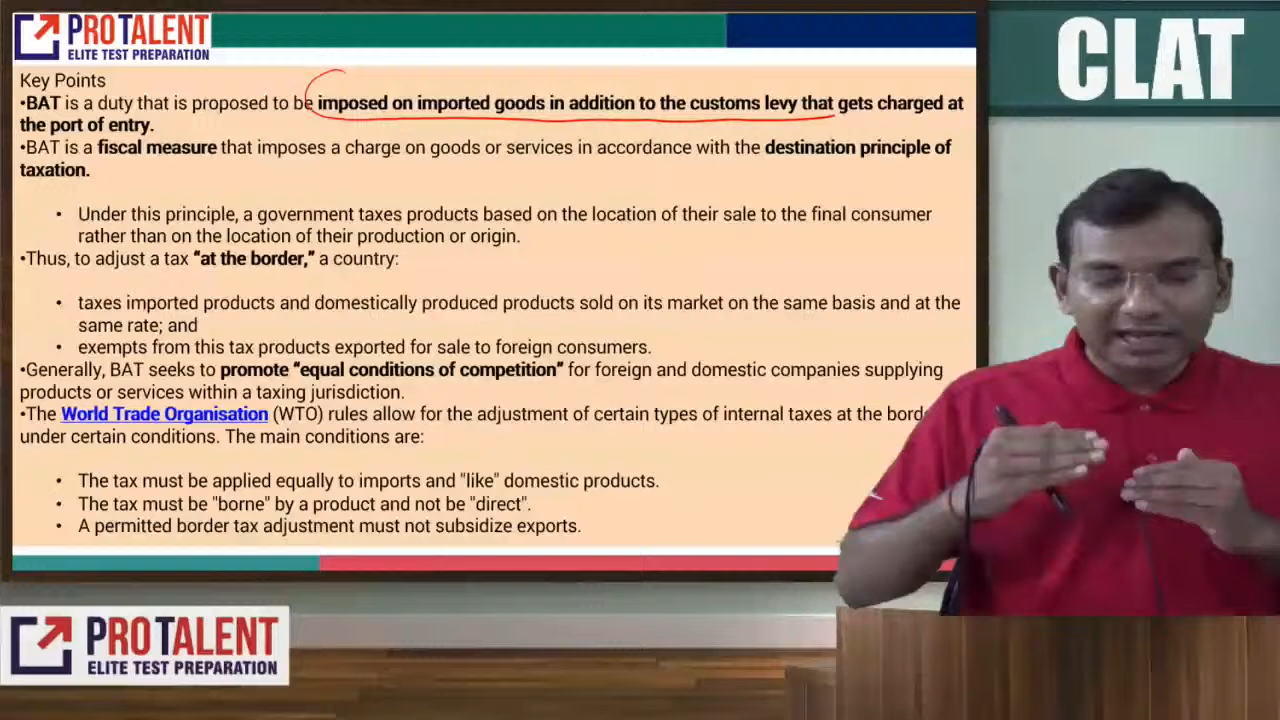 PROTALENT
ELITE TEST PREPARATION
CLAT
Key Points
•BAT is a duty that is proposed to be imposed on imported goods in addition to the customs levy that gets charged at
the port of entry.
•BAT is a fiscal measure that imposes a charge on goods or services in accordance with the destination principle of
taxation.
• Under this principle, a government taxes products based on the location of their sale to the final consumer
rather than on the location of their production or origin.
•Thus, to adjust a tax “at the border,” a country:
• taxes imported products and domestically produced products sold on its market on the same basis and at the
same rate; and
• exempts from this tax products exported for sale to foreign consumers.
•Generally, BAT seeks to promote “equal conditions of competition” for foreign and domestic companies supplying
products or services within a taxing jurisdiction.
•The World Trade Organisation (WTO) rules allow for the adjustment of certain types of internal taxes at the
under certain conditions. The main conditions are:
• The tax must be applied equally to imports and "like" domestic products.
• The tax must be "borne" by a product and not be "direct".
• A permitted border tax adjustment must not subsidize exports.
PROTALENT
ELITE TEST PREPARATION